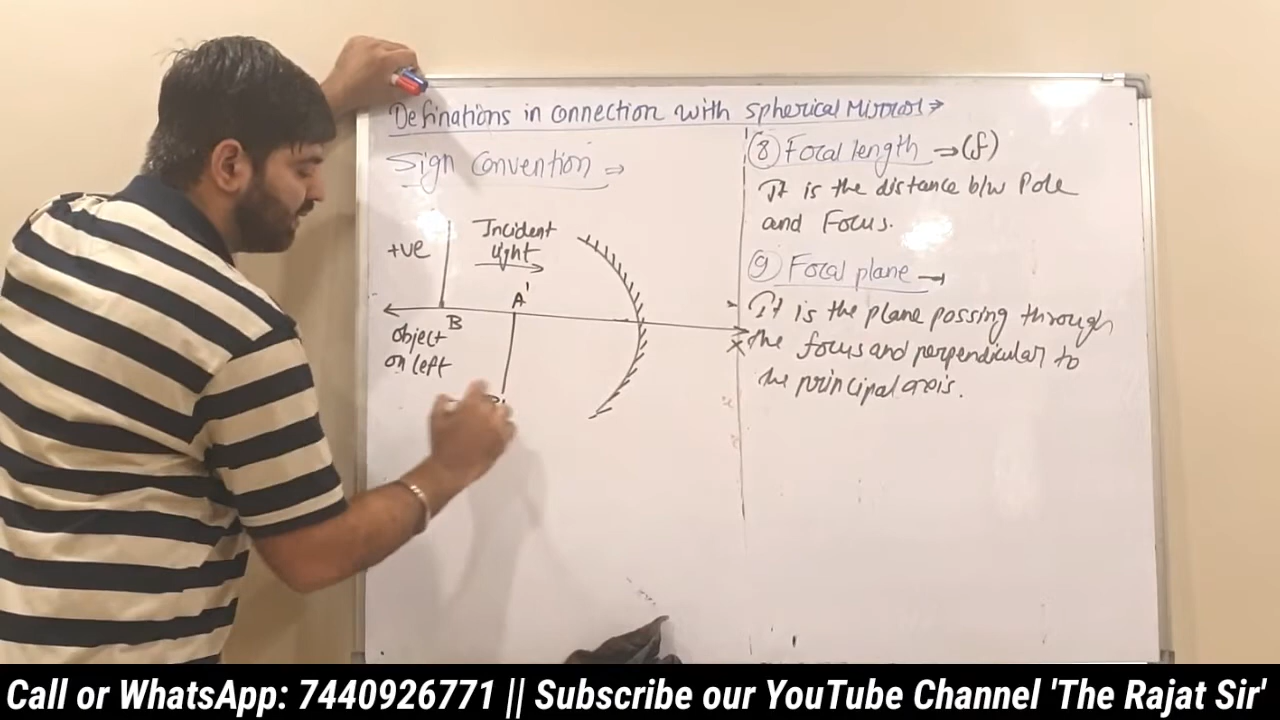 Definations in connection with spherical Mirror→
Sign Convention ⇒
+ve
Incident
light
A'
B
object
on left
X
⑧ Focal length →(f)
It is the distance b/w Pole
and Focus.
⑨ Focal plane →
It is the plane possing through
the focus and perpendicular to
the principal axis.
Call or WhatsApp: 7440926771 || Subscribe our YouTube Channel 'The Rajat Sir'